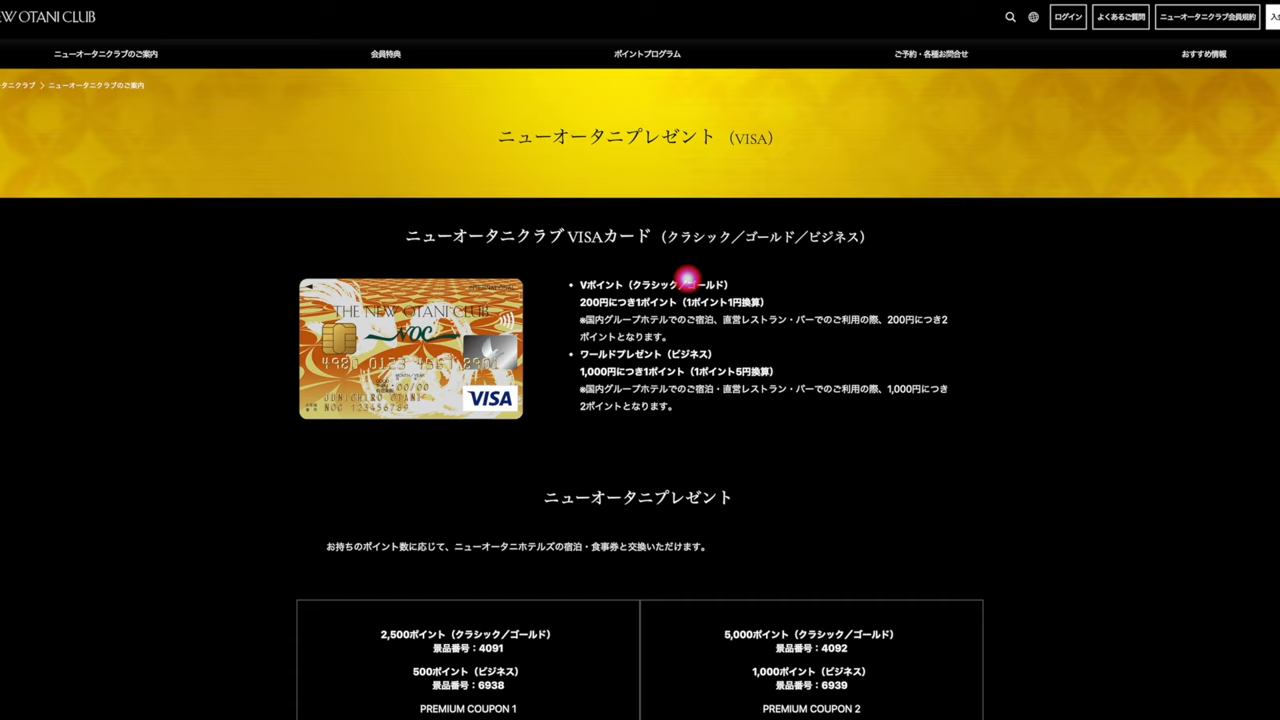 EW OTANI CLUB
ログイン
よくあるご質問
ニューオータニクラブ会員規約
ニューオータニクラブのご案内
会員特典
ポイントプログラム
ご予約・各種お問合せ
おすすめ情報
ータニクラブ > ニューオータニクラブのご案内
ニューオータニプレゼント（VISA）
ニューオータニクラブ VISAカード（クラシック／ゴールド／ビジネス）
THE NEW OTANI CLUB
NOC
4980 0123 4567 8901
00/00
JUNICHIRO OTANI
NOC 123456789
VISA
• Vポイント（クラシック／ゴールド）
200円につき1ポイント（1ポイント1円換算）
※国内グループホテルでのご宿泊、直営レストラン・バーでのご利用の際、200円につき2
ポイントとなります。
• ワールドプレゼント（ビジネス）
1,000円につき1ポイント（1ポイント5円換算）
※国内グループホテルでのご宿泊・直営レストラン・バーでのご利用の際、1,000円につき
2ポイントとなります。
ニューオータニプレゼント
お持ちのポイント数に応じて、ニューオータニホテルズの宿泊・食事券と交換いただけます。
2,500ポイント（クラシック／ゴールド）
景品番号：4091
500ポイント（ビジネス）
景品番号：6938
PREMIUM COUPON 1
5,000ポイント（クラシック／ゴールド）
景品番号：4092
1,000ポイント（ビジネス）
景品番号：6939
PREMIUM COUPON 2